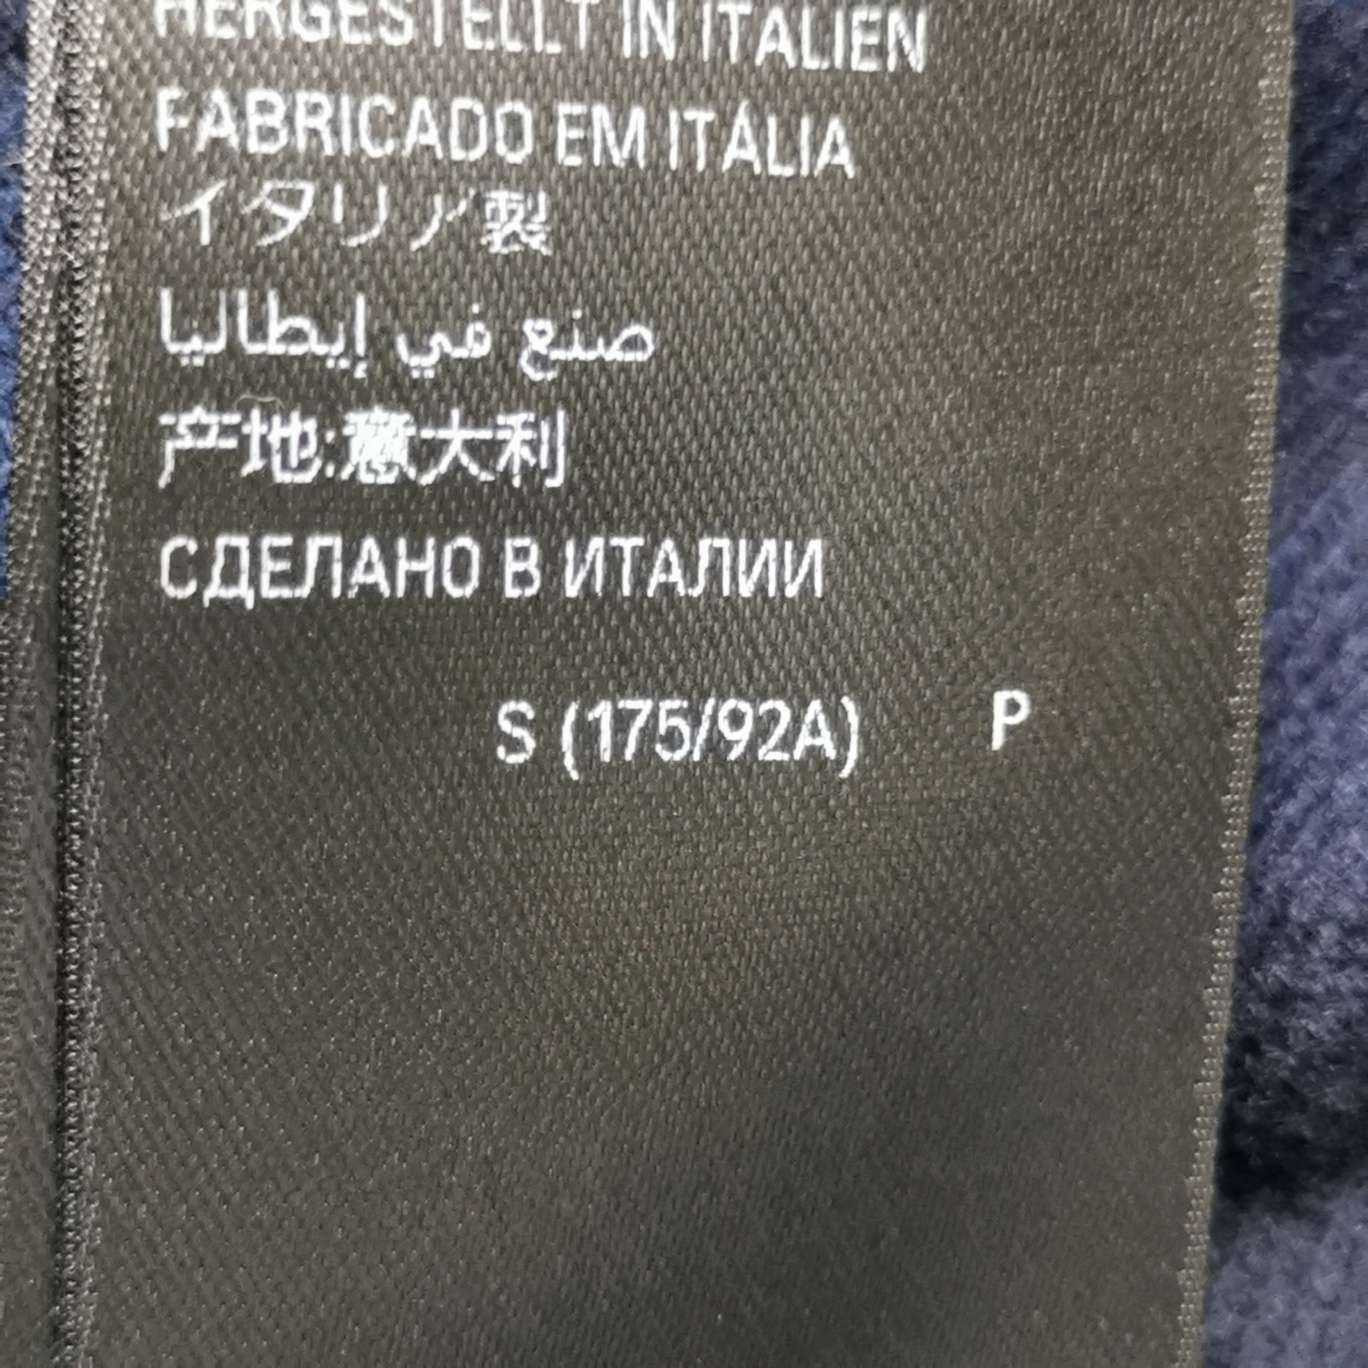 HERGESTELLT IN ITALIEN
FABRICADO EM ITÁLIA
イタリア製
صنع في إيطاليا
产地:意大利
СДЕЛАНО В ИТАЛИИ
S (175/92A) P